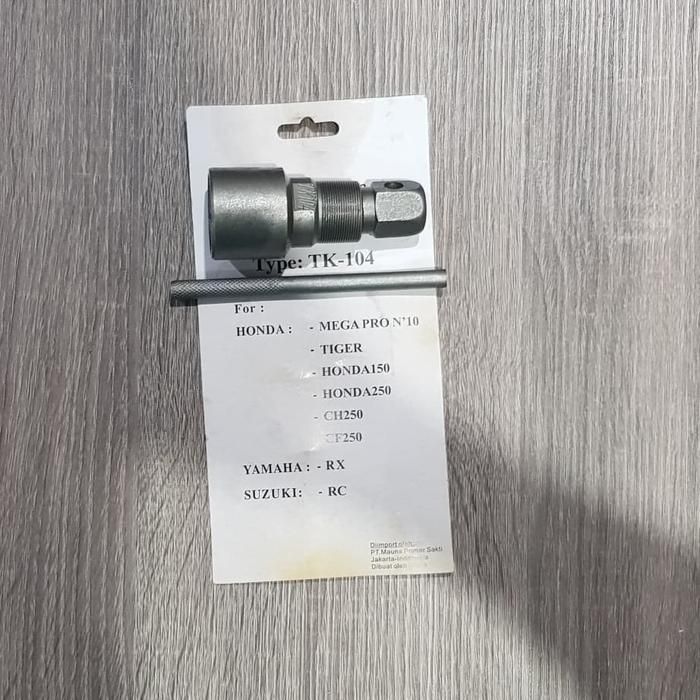 Type: TK-104
For :
HONDA : - MEGA PRO N'10
- TIGER
- HONDA150
- HONDA250
- CH250
CF250
YAMAHA : - RX
SUZUKI: - RC
Diimport oleh:
PT.Mauna Sakti
Jakarta-Indonesia
Dibuat oleh